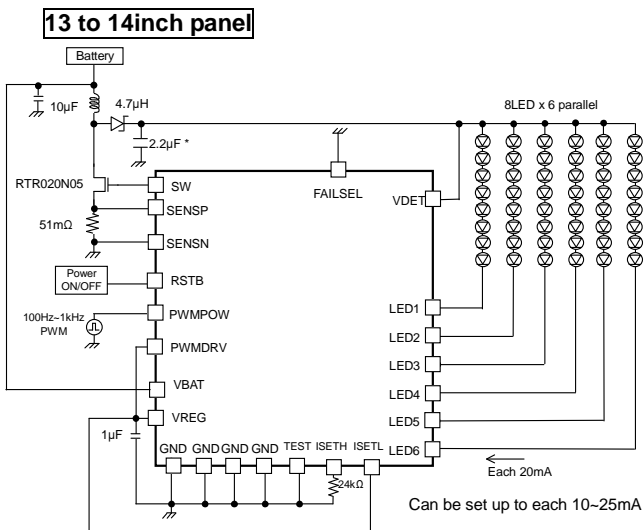 13 to 14inch panel
Battery
10µF
4.7µH
2.2µF *
8LED x 6 parallel
RTR020N05
51mΩ
SW
SENSP
SENSN
FAILSEL
VDET
Power
ON/OFF
RSTB
100Hz~1kHz
PWM
PWMPOW
PWMDRV
VBAT
VREG
1µF
LED1
LED2
LED3
LED4
LED5
LED6
GND GND GND GND TEST ISETH ISETL
24kΩ
Each 20mA
Can be set up to each 10~25mA